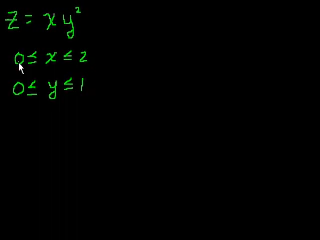 z = xy²
0 ≤ x ≤ 2
0 ≤ y ≤ 1